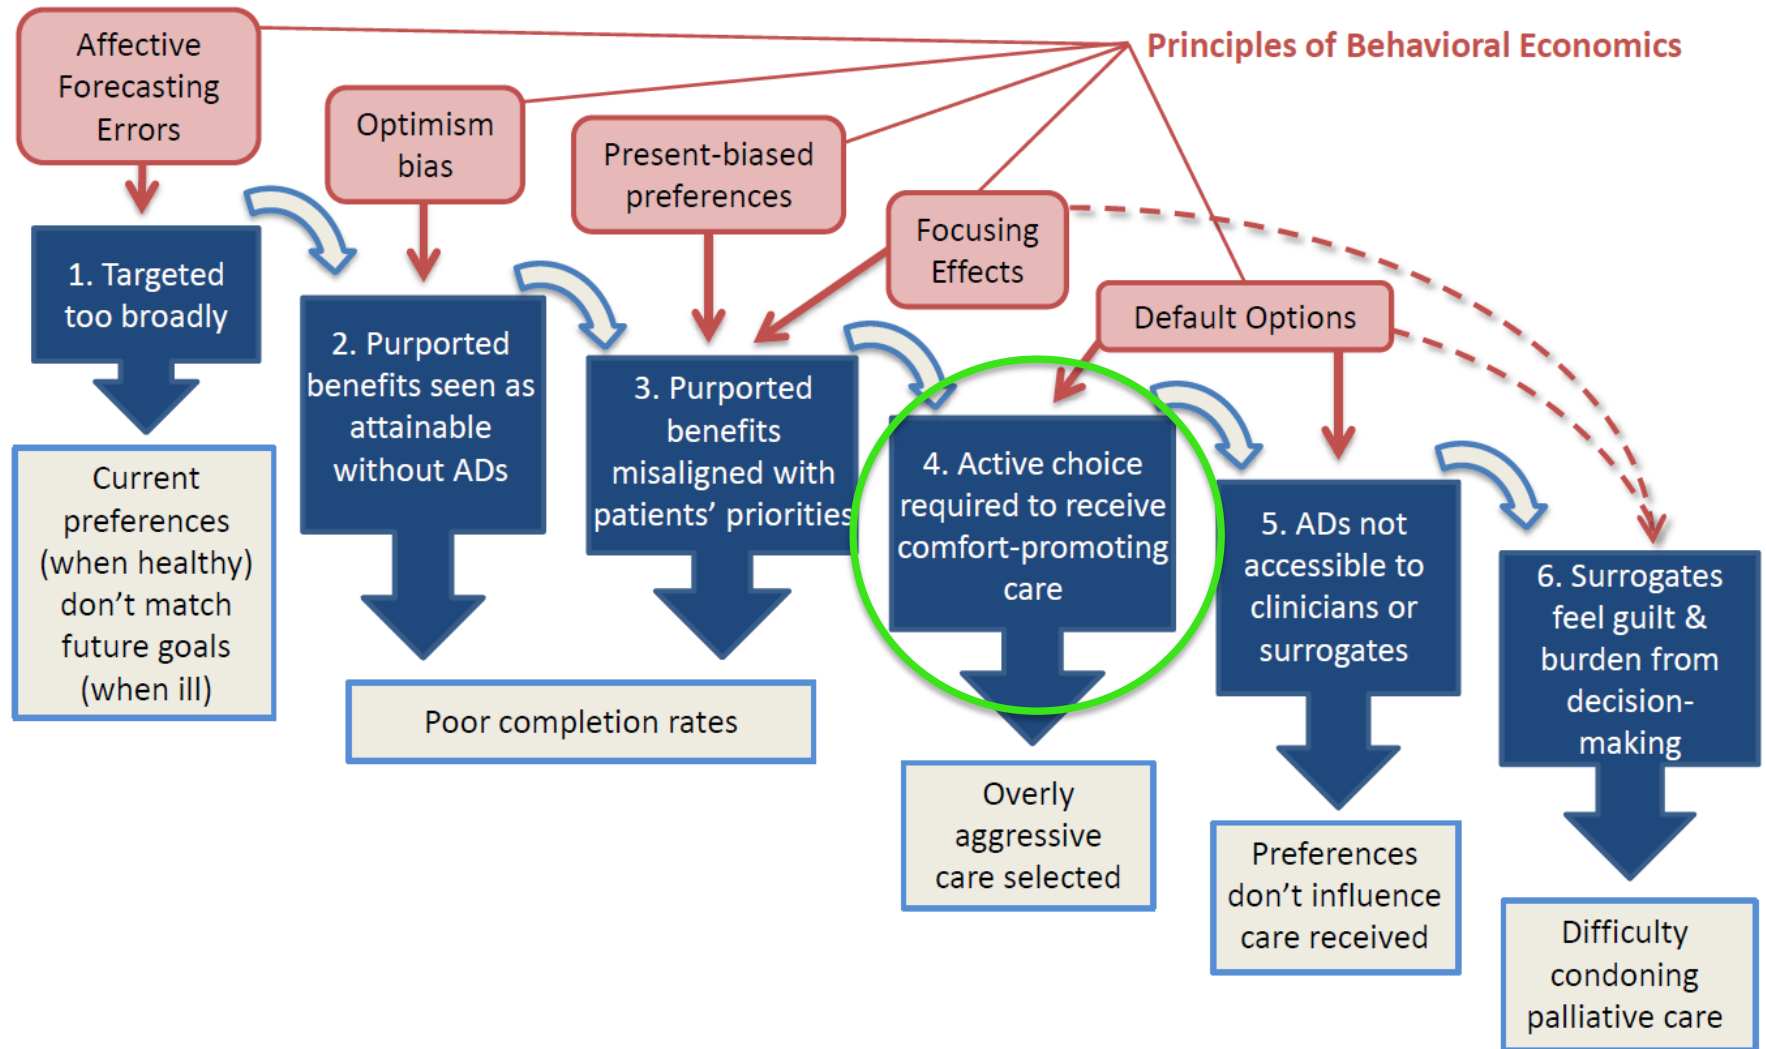 Principles of Behavioral Economics
Affective
Forecasting
Errors
Optimism
bias
Present-biased
preferences
Focusing
Effects
Default Options
1. Targeted
too broadly
2. Purported
benefits seen as
attainable
without ADs
3. Purported
benefits
misaligned with
patients’ priorities
4. Active choice
required to receive
comfort-promoting
care
5. ADs not
accessible to
clinicians or
surrogates
6. Surrogates
feel guilt &
burden from
decision-
making
Current
preferences
(when healthy)
don’t match
future goals
(when ill)
Poor completion rates
Overly
aggressive
care selected
Preferences
don’t influence
care received
Difficulty
condoning
palliative care